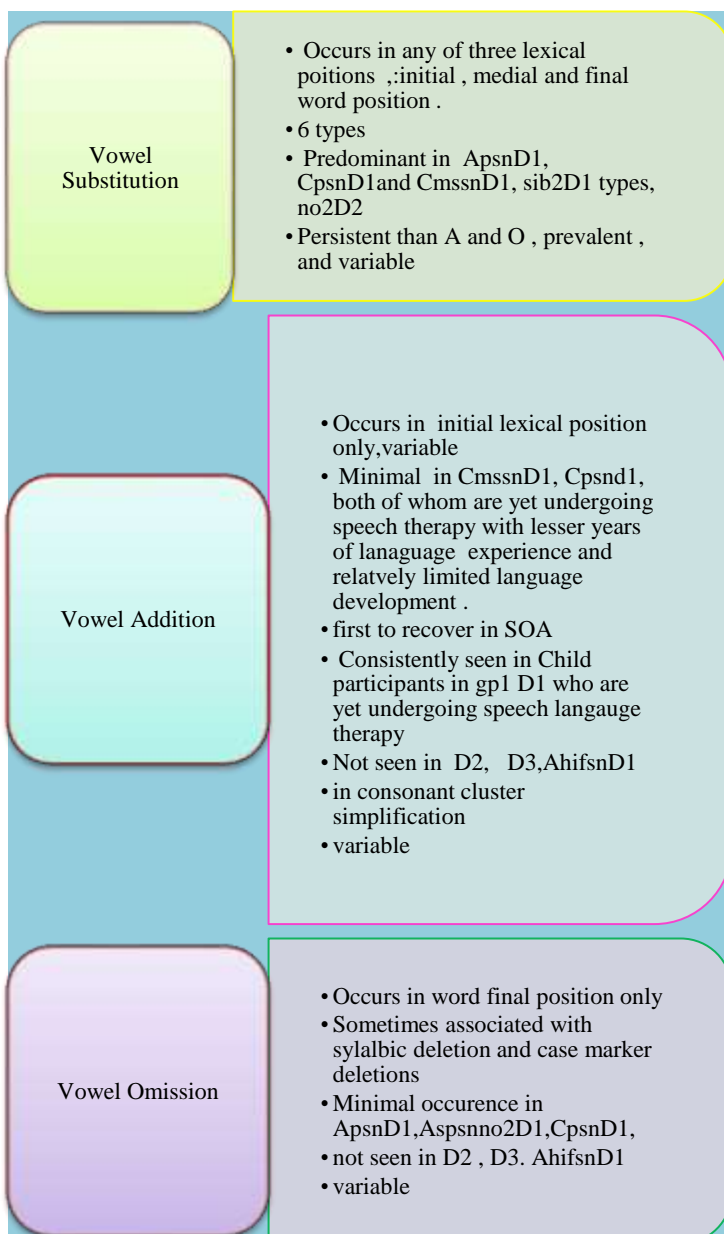 Vowel
Substitution
• Occurs in any of three lexical
poitions ,:initial , medial and final
word position .
• 6 types
• Predominant in ApsnD1,
CpsnD1and CmssnD1, sib2D1 types,
no2D2
• Persistent than A and O , prevalent ,
and variable
Vowel Addition
• Occurs in initial lexical position
only,variable
• Minimal in CmssnD1, Cpsnd1,
both of whom are yet undergoing
speech therapy with lesser years
of lanaguage experience and
relatvely limited language
development .
• first to recover in SOA
• Consistently seen in Child
participants in gp1 D1 who are
yet undergoing speech langauge
therapy
• Not seen in D2, D3,AhifsnD1
• in consonant cluster
simplification
• variable
Vowel Omission
• Occurs in word final position only
• Sometimes associated with
sylalbic deletion and case marker
deletions
• Minimal occurence in
ApsnD1,Aspsnno2D1,CpsnD1,
• not seen in D2 , D3. AhifsnD1
• variable